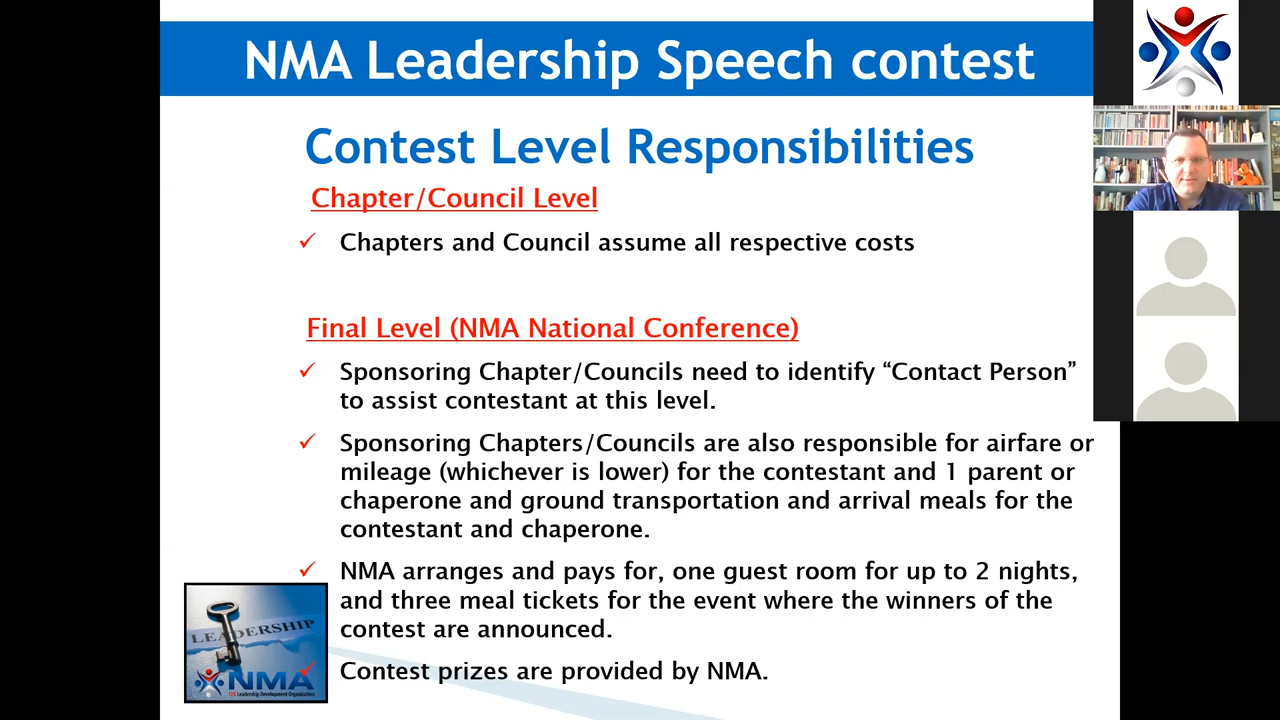 NMA Leadership Speech contest
Contest Level Responsibilities
Chapter/Council Level
✓ Chapters and Council assume all respective costs
Final Level (NMA National Conference)
✓ Sponsoring Chapter/Councils need to identify “Contact Person”
to assist contestant at this level.
✓ Sponsoring Chapters/Councils are also responsible for airfare or
mileage (whichever is lower) for the contestant and 1 parent or
chaperone and ground transportation and arrival meals for the
contestant and chaperone.
✓ NMA arranges and pays for, one guest room for up to 2 nights,
and three meal tickets for the event where the winners of the
contest are announced.
✓ Contest prizes are provided by NMA.
LEADERSHIP
NMA
THE Leadership Development Organization